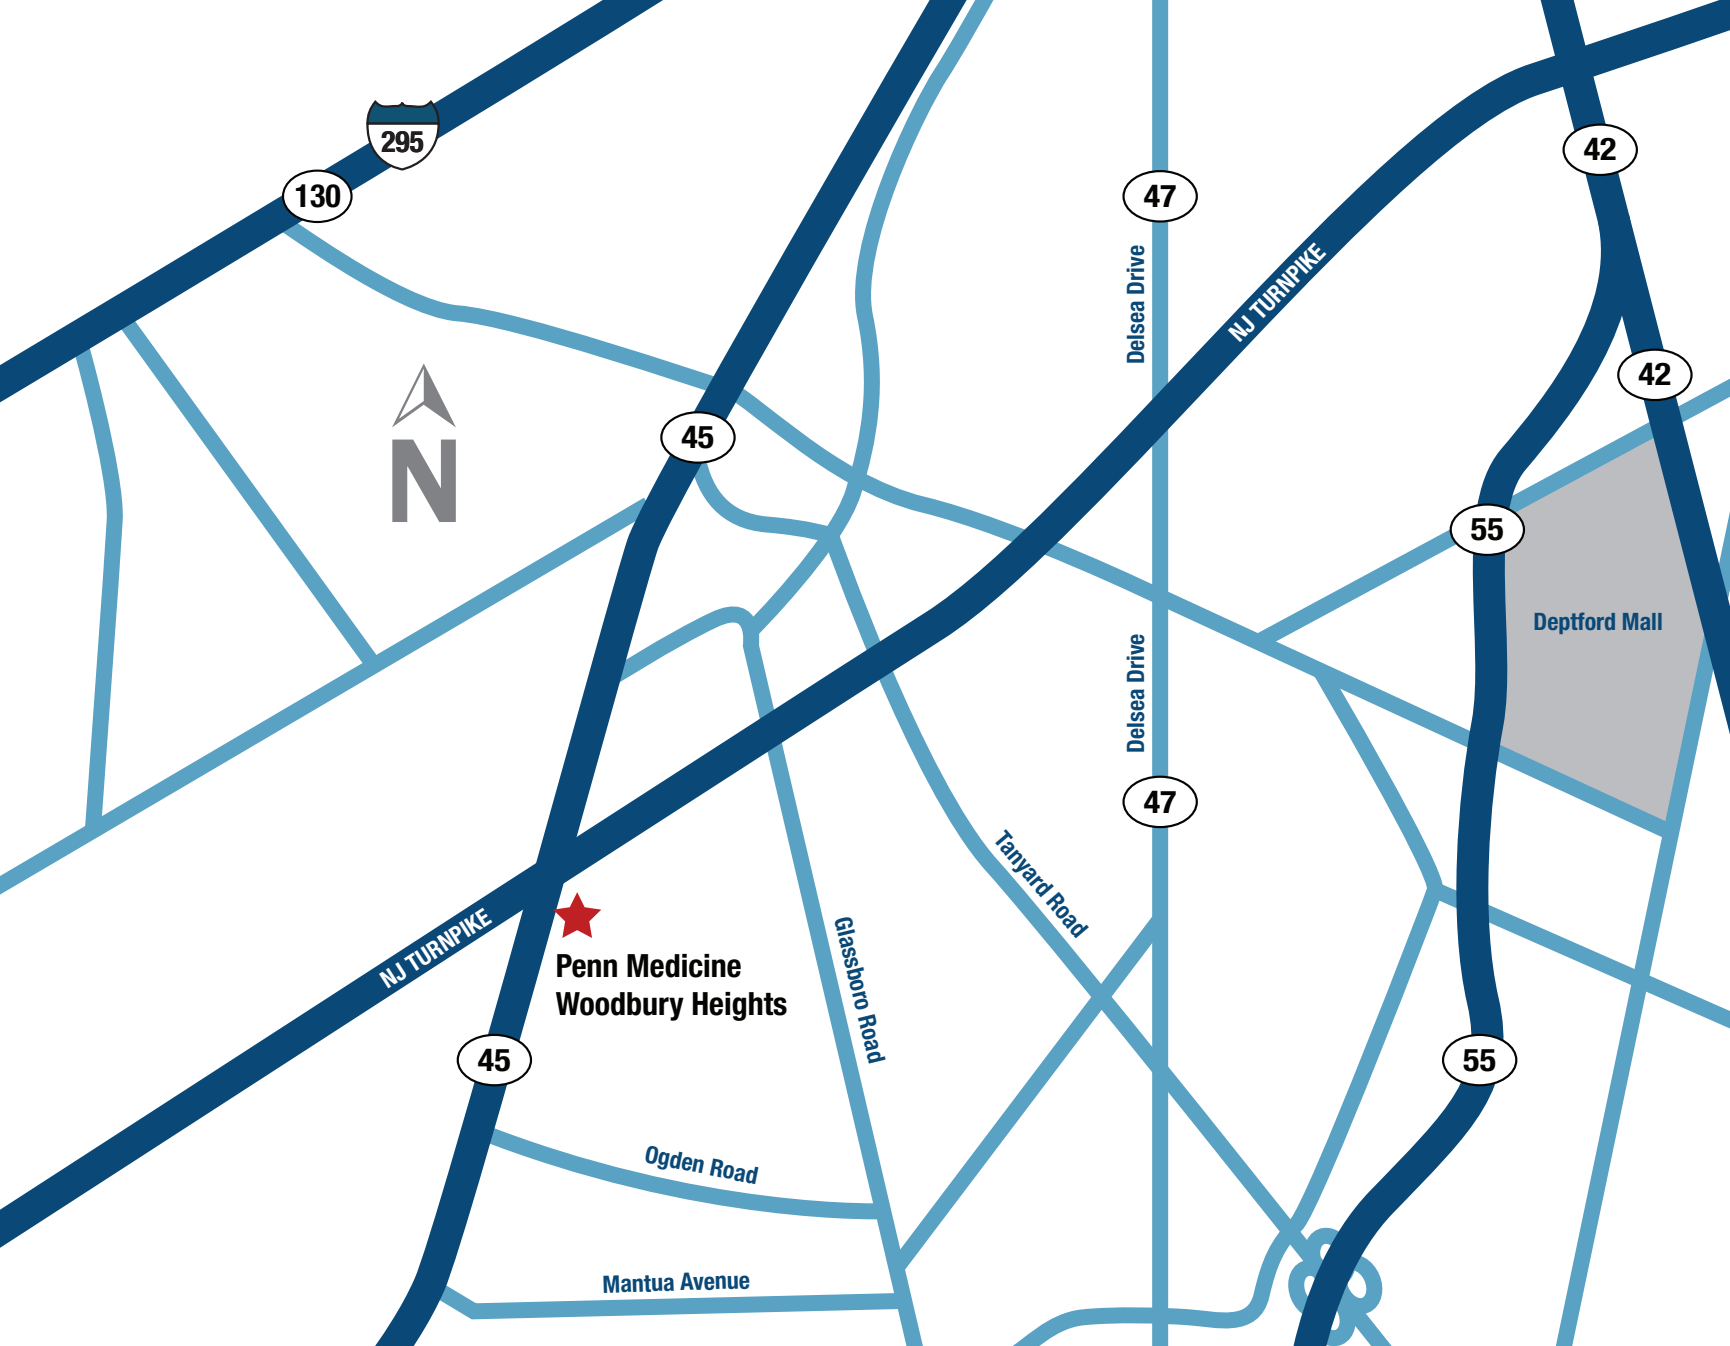 295
130
42
47
Delsea Drive
NJ TURNPIKE
42
45
N
55
Deptford Mall
Delsea Drive
47
Tanyard Road
NJ TURNPIKE
Penn Medicine
Woodbury Heights
Glassboro Road
45
55
Ogden Road
Mantua Avenue